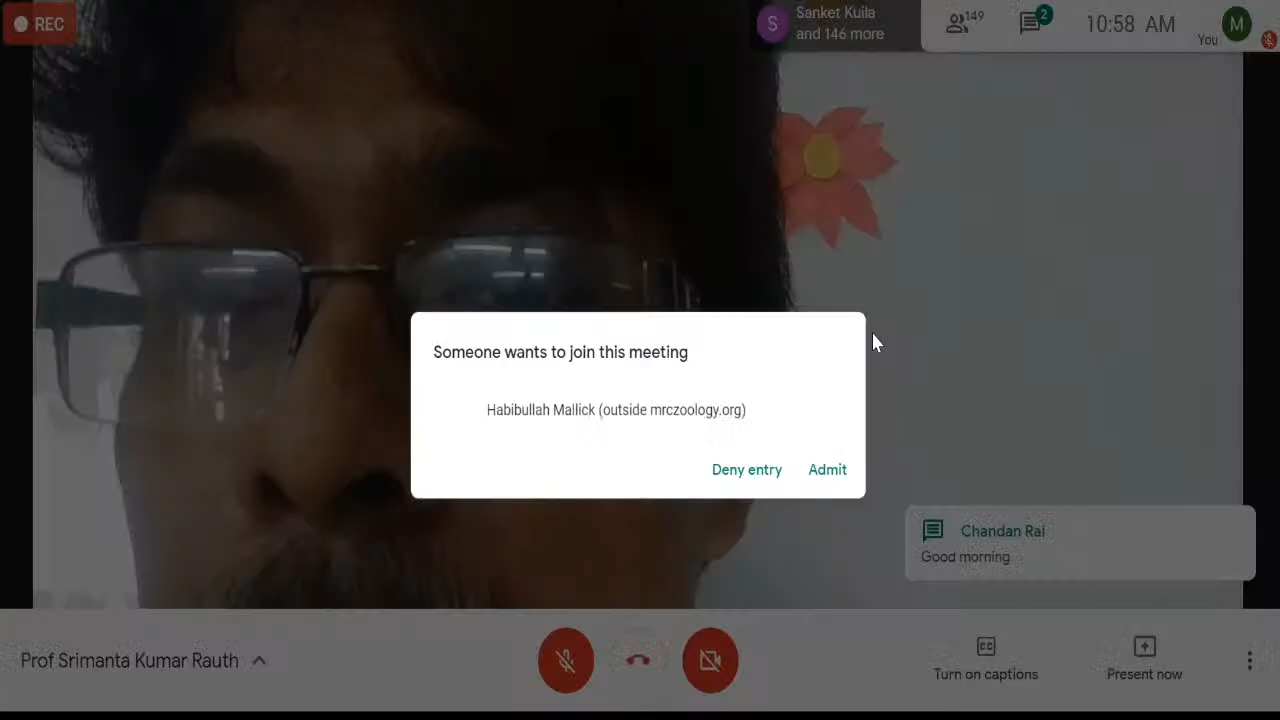 REC
S
Sanket Kuila
and 146 more
149
2
10:58 AM
You
M
Someone wants to join this meeting
Habibullah Mallick (outside mrczoology.org)
Deny entry
Admit
Chandan Rai
Good morning
Prof Srimanta Kumar Rauth
CC
Turn on captions
Present now